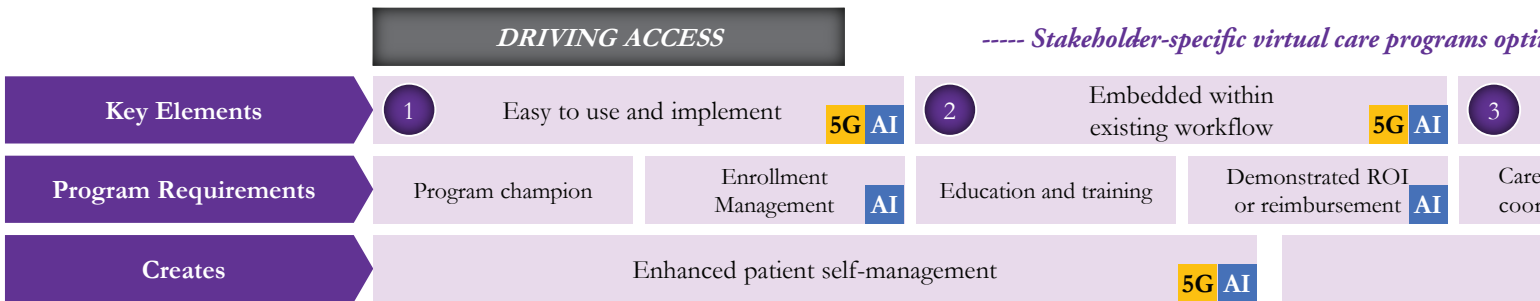 DRIVING ACCESS
----- Stakeholder-specific virtual care programs
Key Elements
1
Easy to use and implement
5G AI
2
Embedded within
existing workflow
5G AI
3
Program Requirements
Program champion
Enrollment
Management
AI
Education and training
Demonstrated ROI
or reimbursement
AI
Care
Creates
Enhanced patient self-management
5G AI